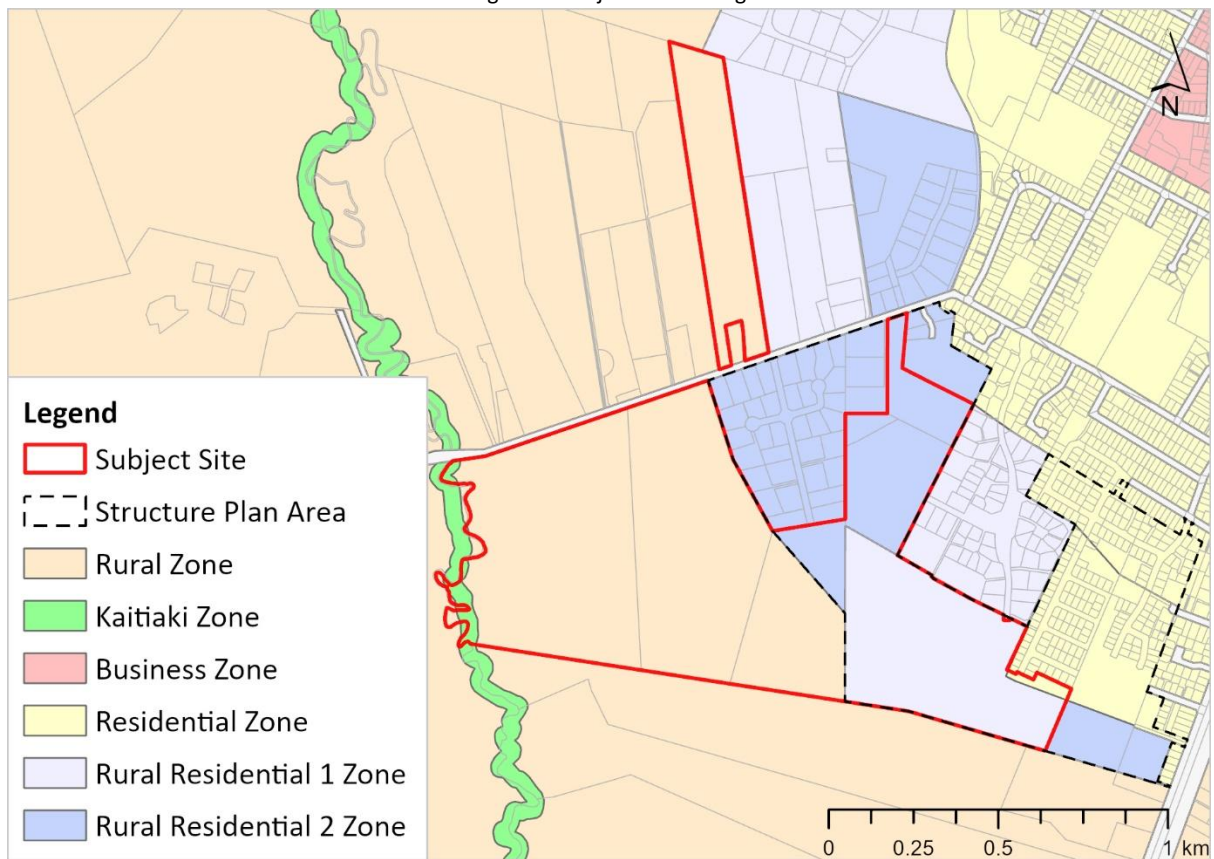 N
Legend
Subject Site
Structure Plan Area
Rural Zone
Kaitiaki Zone
Business Zone
Residential Zone
Rural Residential 1 Zone
Rural Residential 2 Zone
0 0.25 0.5 1 km